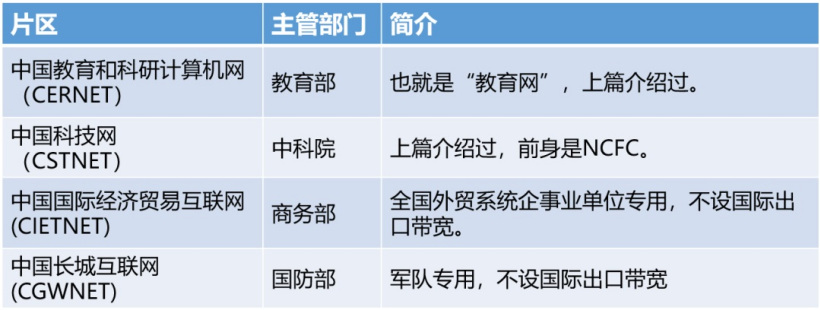 片区 主管部门 简介
中国教育和科研计算机网
（CERNET） 教育部 也就是“教育网”，上篇介绍过。
中国科技网
（CSTNET） 中科院 上篇介绍过，前身是NCFC。
中国国际经济贸易互联网
(CIETNET) 商务部 全国外贸系统企事业单位专用，不设国际出
口带宽。
中国长城互联网
(CGWNET) 国防部 军队专用，不设国际出口带宽